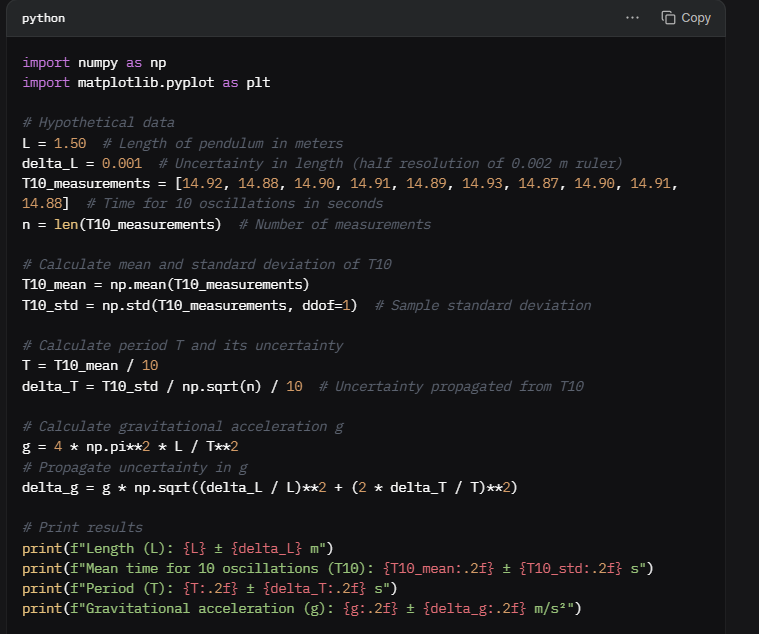 python
... Copy
import numpy as np
import matplotlib.pyplot as plt
# Hypothetical data
L = 1.50  # Length of pendulum in meters
delta_L = 0.001  # Uncertainty in length (half resolution of 0.002 m ruler)
T10_measurements = [14.92, 14.88, 14.90, 14.91, 14.89, 14.93, 14.87, 14.90, 14.91,
14.88]  # Time for 10 oscillations in seconds
n = len(T10_measurements)  # Number of measurements
# Calculate mean and standard deviation of T10
T10_mean = np.mean(T10_measurements)
T10_std = np.std(T10_measurements, ddof=1)  # Sample standard deviation
# Calculate period T and its uncertainty
T = T10_mean / 10
delta_T = T10_std / np.sqrt(n) / 10  # Uncertainty propagated from T10
# Calculate gravitational acceleration g
g = 4 * np.pi**2 * L / T**2
# Propagate uncertainty in g
delta_g = g * np.sqrt((delta_L / L)**2 + (2 * delta_T / T)**2)
# Print results
print(f"Length (L): {L} ± {delta_L} m")
print(f"Mean time for 10 oscillations (T10): {T10_mean:.2f} ± {T10_std:.2f} s")
print(f"Period (T): {T:.2f} ± {delta_T:.2f} s")
print(f"Gravitational acceleration (g): {g:.2f} ± {delta_g:.2f} m/s²")